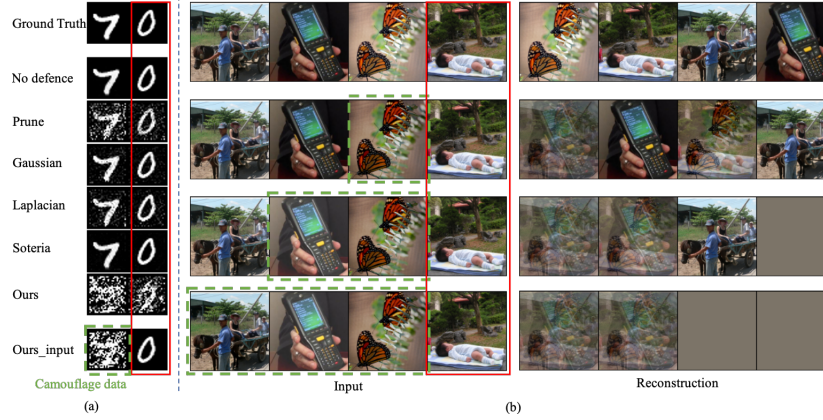 Ground Truth
No defence
Prune
Gaussian
Laplacian
Soteria
Ours
Ours_input
Camouflage data
(a)
Input
Reconstruction
(b)